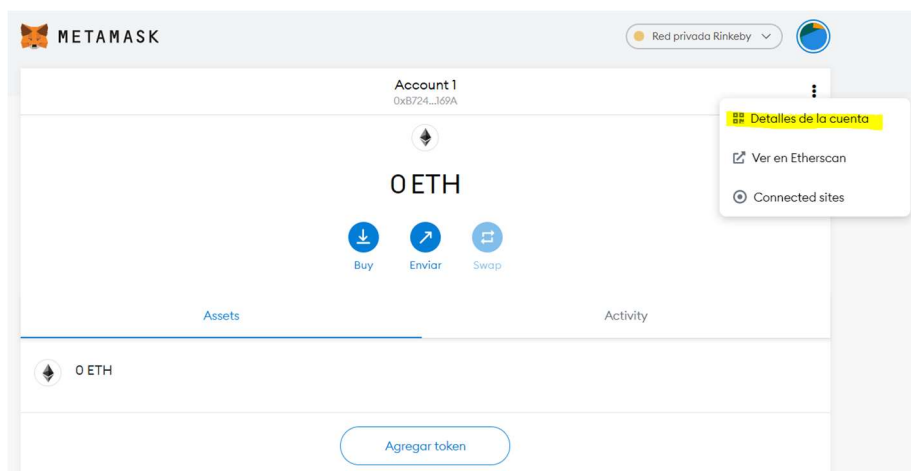 METAMASK
Red privada Rinkeby
Account 1
0xB724...169A
Detalles de la cuenta
Ver en Etherscan
Connected sites
0 ETH
Buy Enviar Swap
Assets Activity
0 ETH
Agregar token